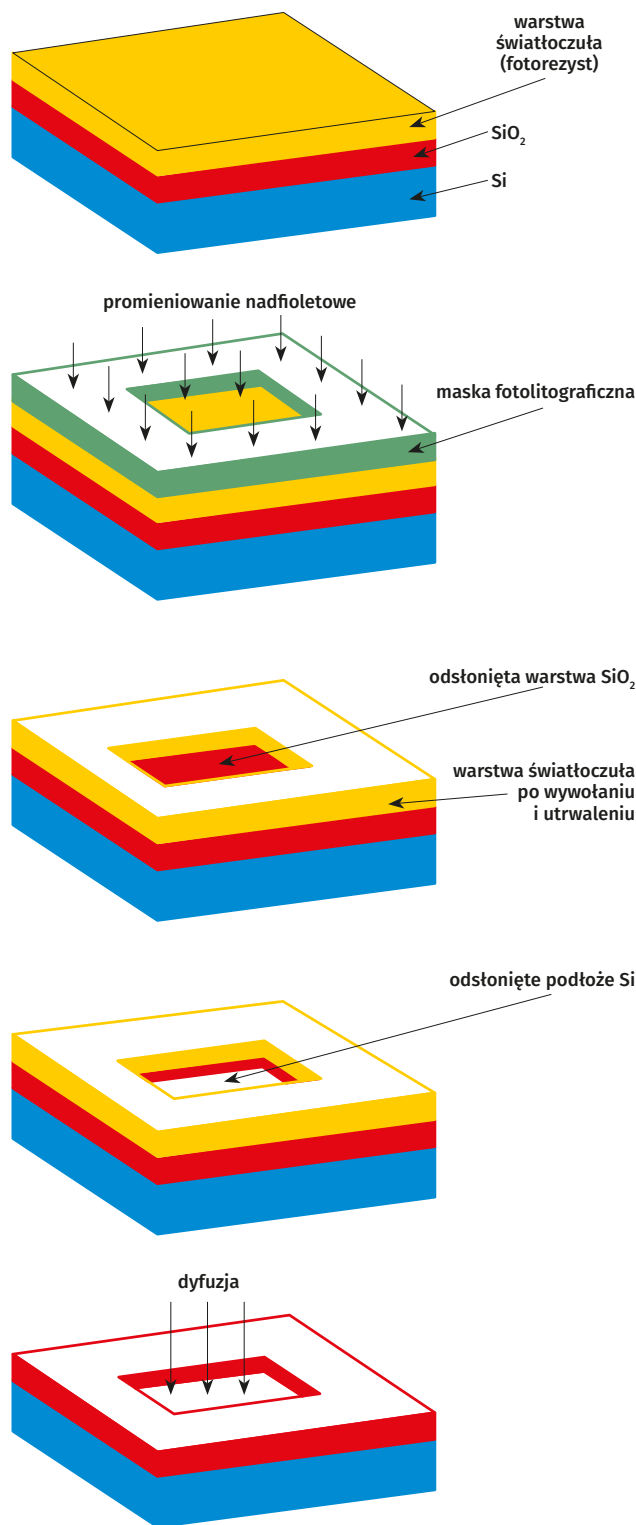 warstwa
światłoczuła
(fotorezyst)
SiO₂
Si
promieniowanie nadfioletowe
maska fotolitograficzna
odsłonięta warstwa SiO₂
warstwa światłoczuła
po wywołaniu
i utrwaleniu
odsłonięte podłoże Si
dyfuzja